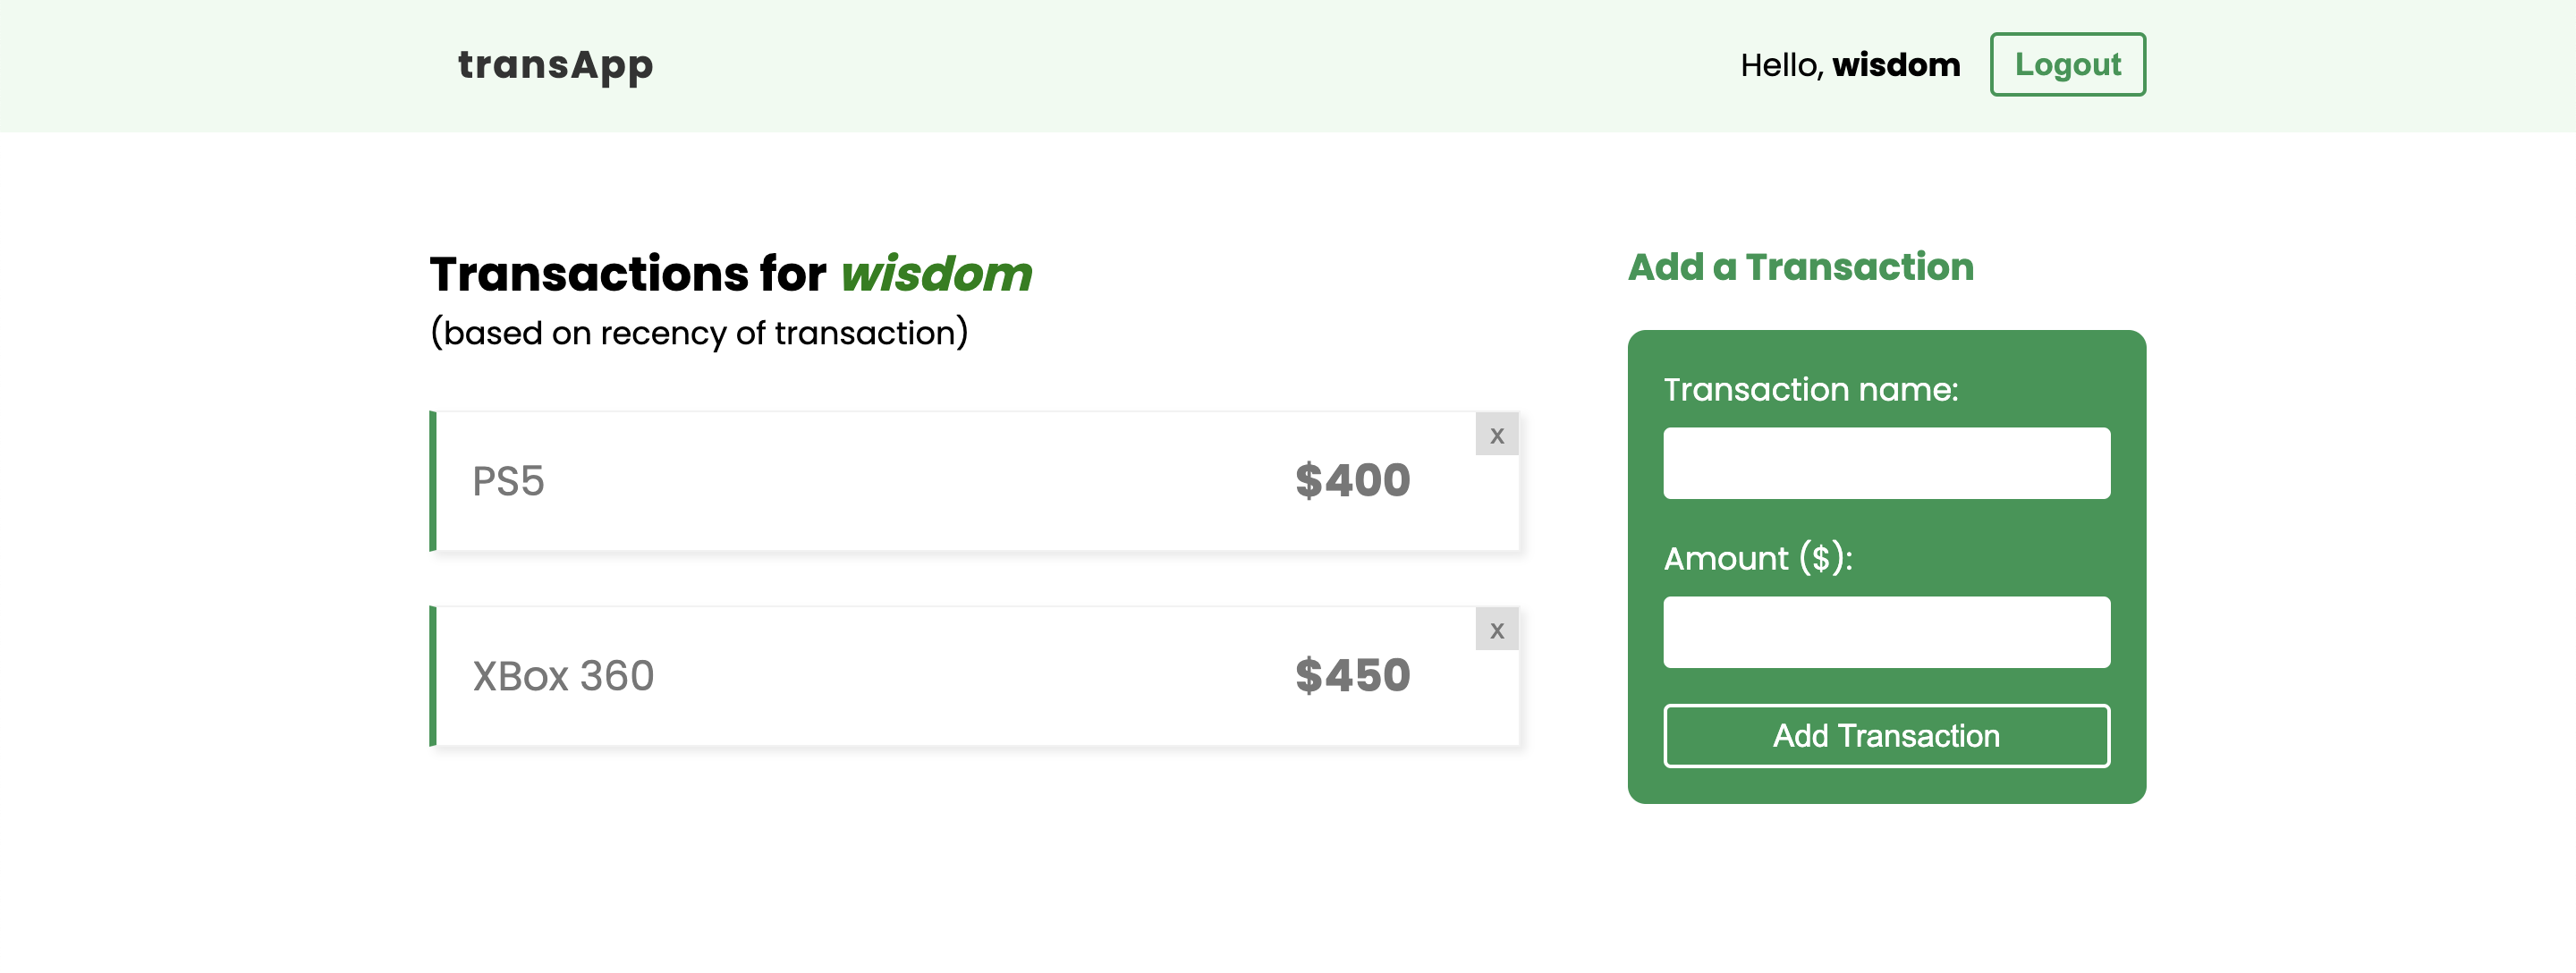 transApp
Hello, wisdom
Logout
Transactions for wisdom
(based on recency of transaction)
PS5
$400
x
XBox 360
$450
x
Add a Transaction
Transaction name:
Amount ($):
Add Transaction